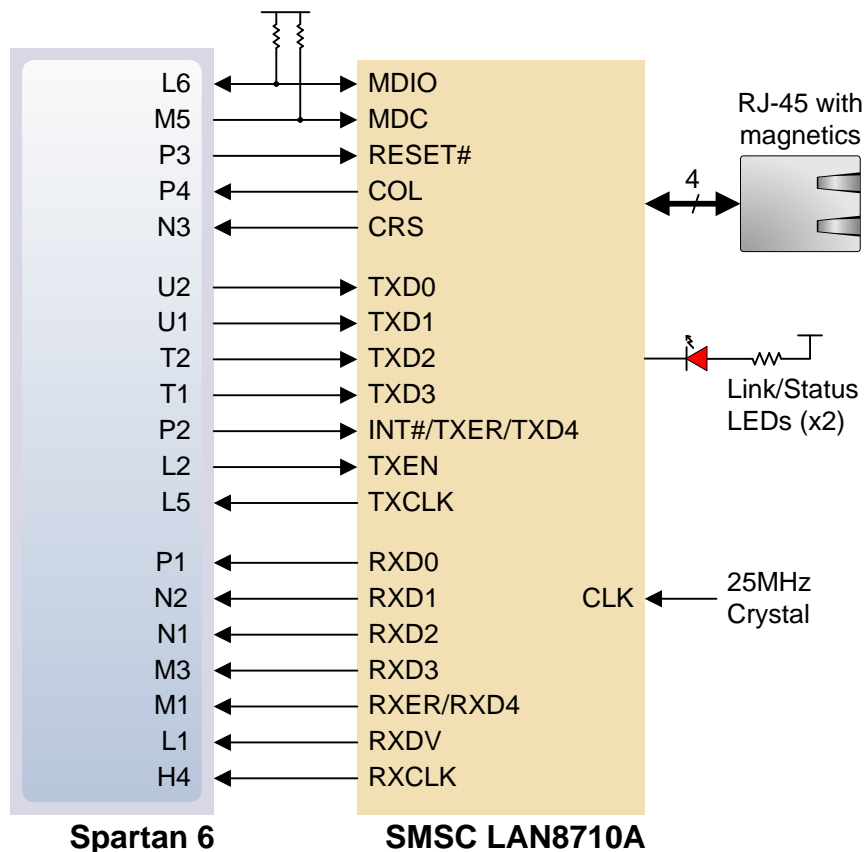 L6 MDIO
M5 MDC
P3 RESET#
P4 COL
N3 CRS
U2 TXD0
U1 TXD1
T2 TXD2
T1 TXD3
P2 INT#/TXER/TXD4
L2 TXEN
L5 TXCLK
P1 RXD0
N2 RXD1
N1 RXD2
M3 RXD3
M1 RXER/RXD4
L1 RXDV
H4 RXCLK
RJ-45 with
magnetics
4
Link/Status
LEDs (x2)
CLK
25MHz
Crystal
Spartan 6
SMSC LAN8710A